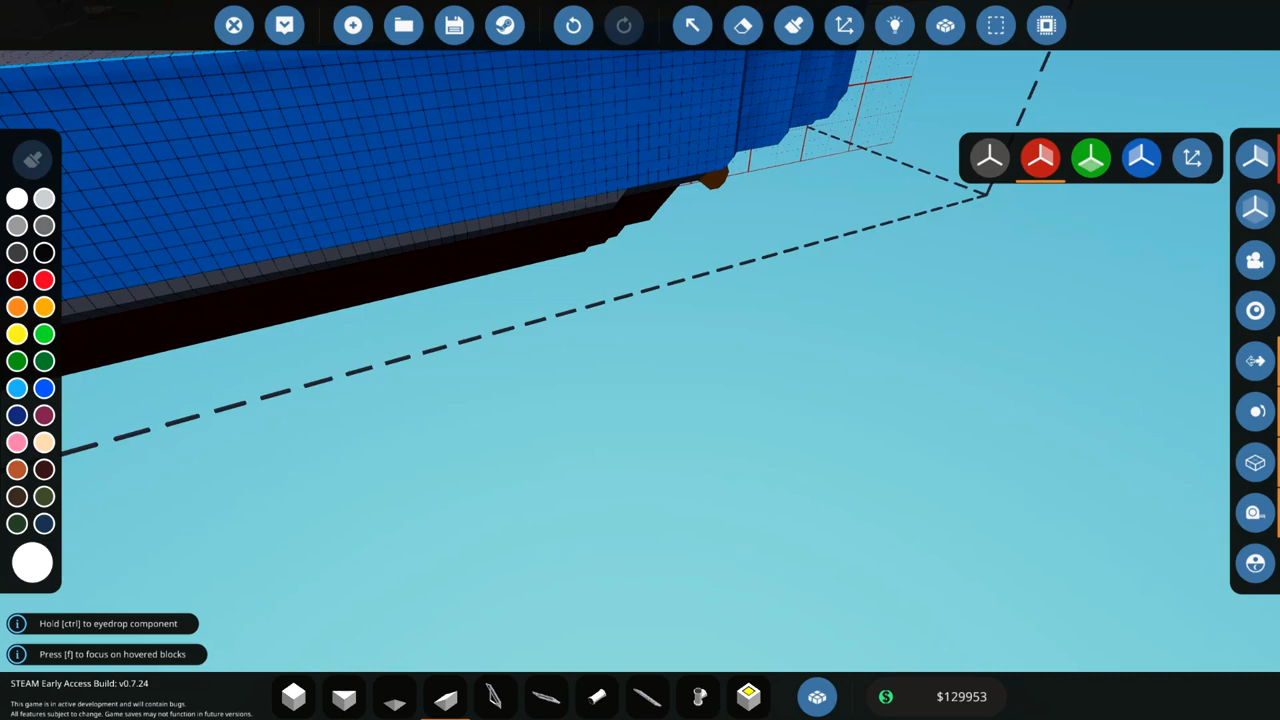 Hold [ctrl] to eyedrop component
Press [f] to focus on hovered blocks
STEAM Early Access Build: v0.7.24
This game is in active development and will contain bugs.
All features subject to change. Game saves may not function in future versions.
$ $129953